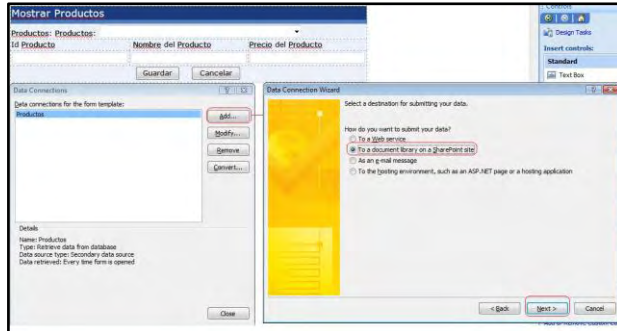 Mostrar Productos
Productos: Productos:
Id Producto Nombre del Producto Precio del Producto
Guardar Cancelar
Controls
Design Tasks
Insert controls:
Standard
Text Box
Data Connections
Data connections for the form template:
Productos
Add...
Modify...
Remove
Convert...
Details
Name: Productos
Type: Retrieve data from database
Data source type: Secondary data source
Data retrieved: Every time form is opened
Close
Data Connection Wizard
Select a destination for submitting your data.
How do you want to submit your data?
To a Web service
To a document library on a SharePoint site
As an e-mail message
To the hosting environment, such as an ASP.NET page or a hosting application
< Back Next > Cancel